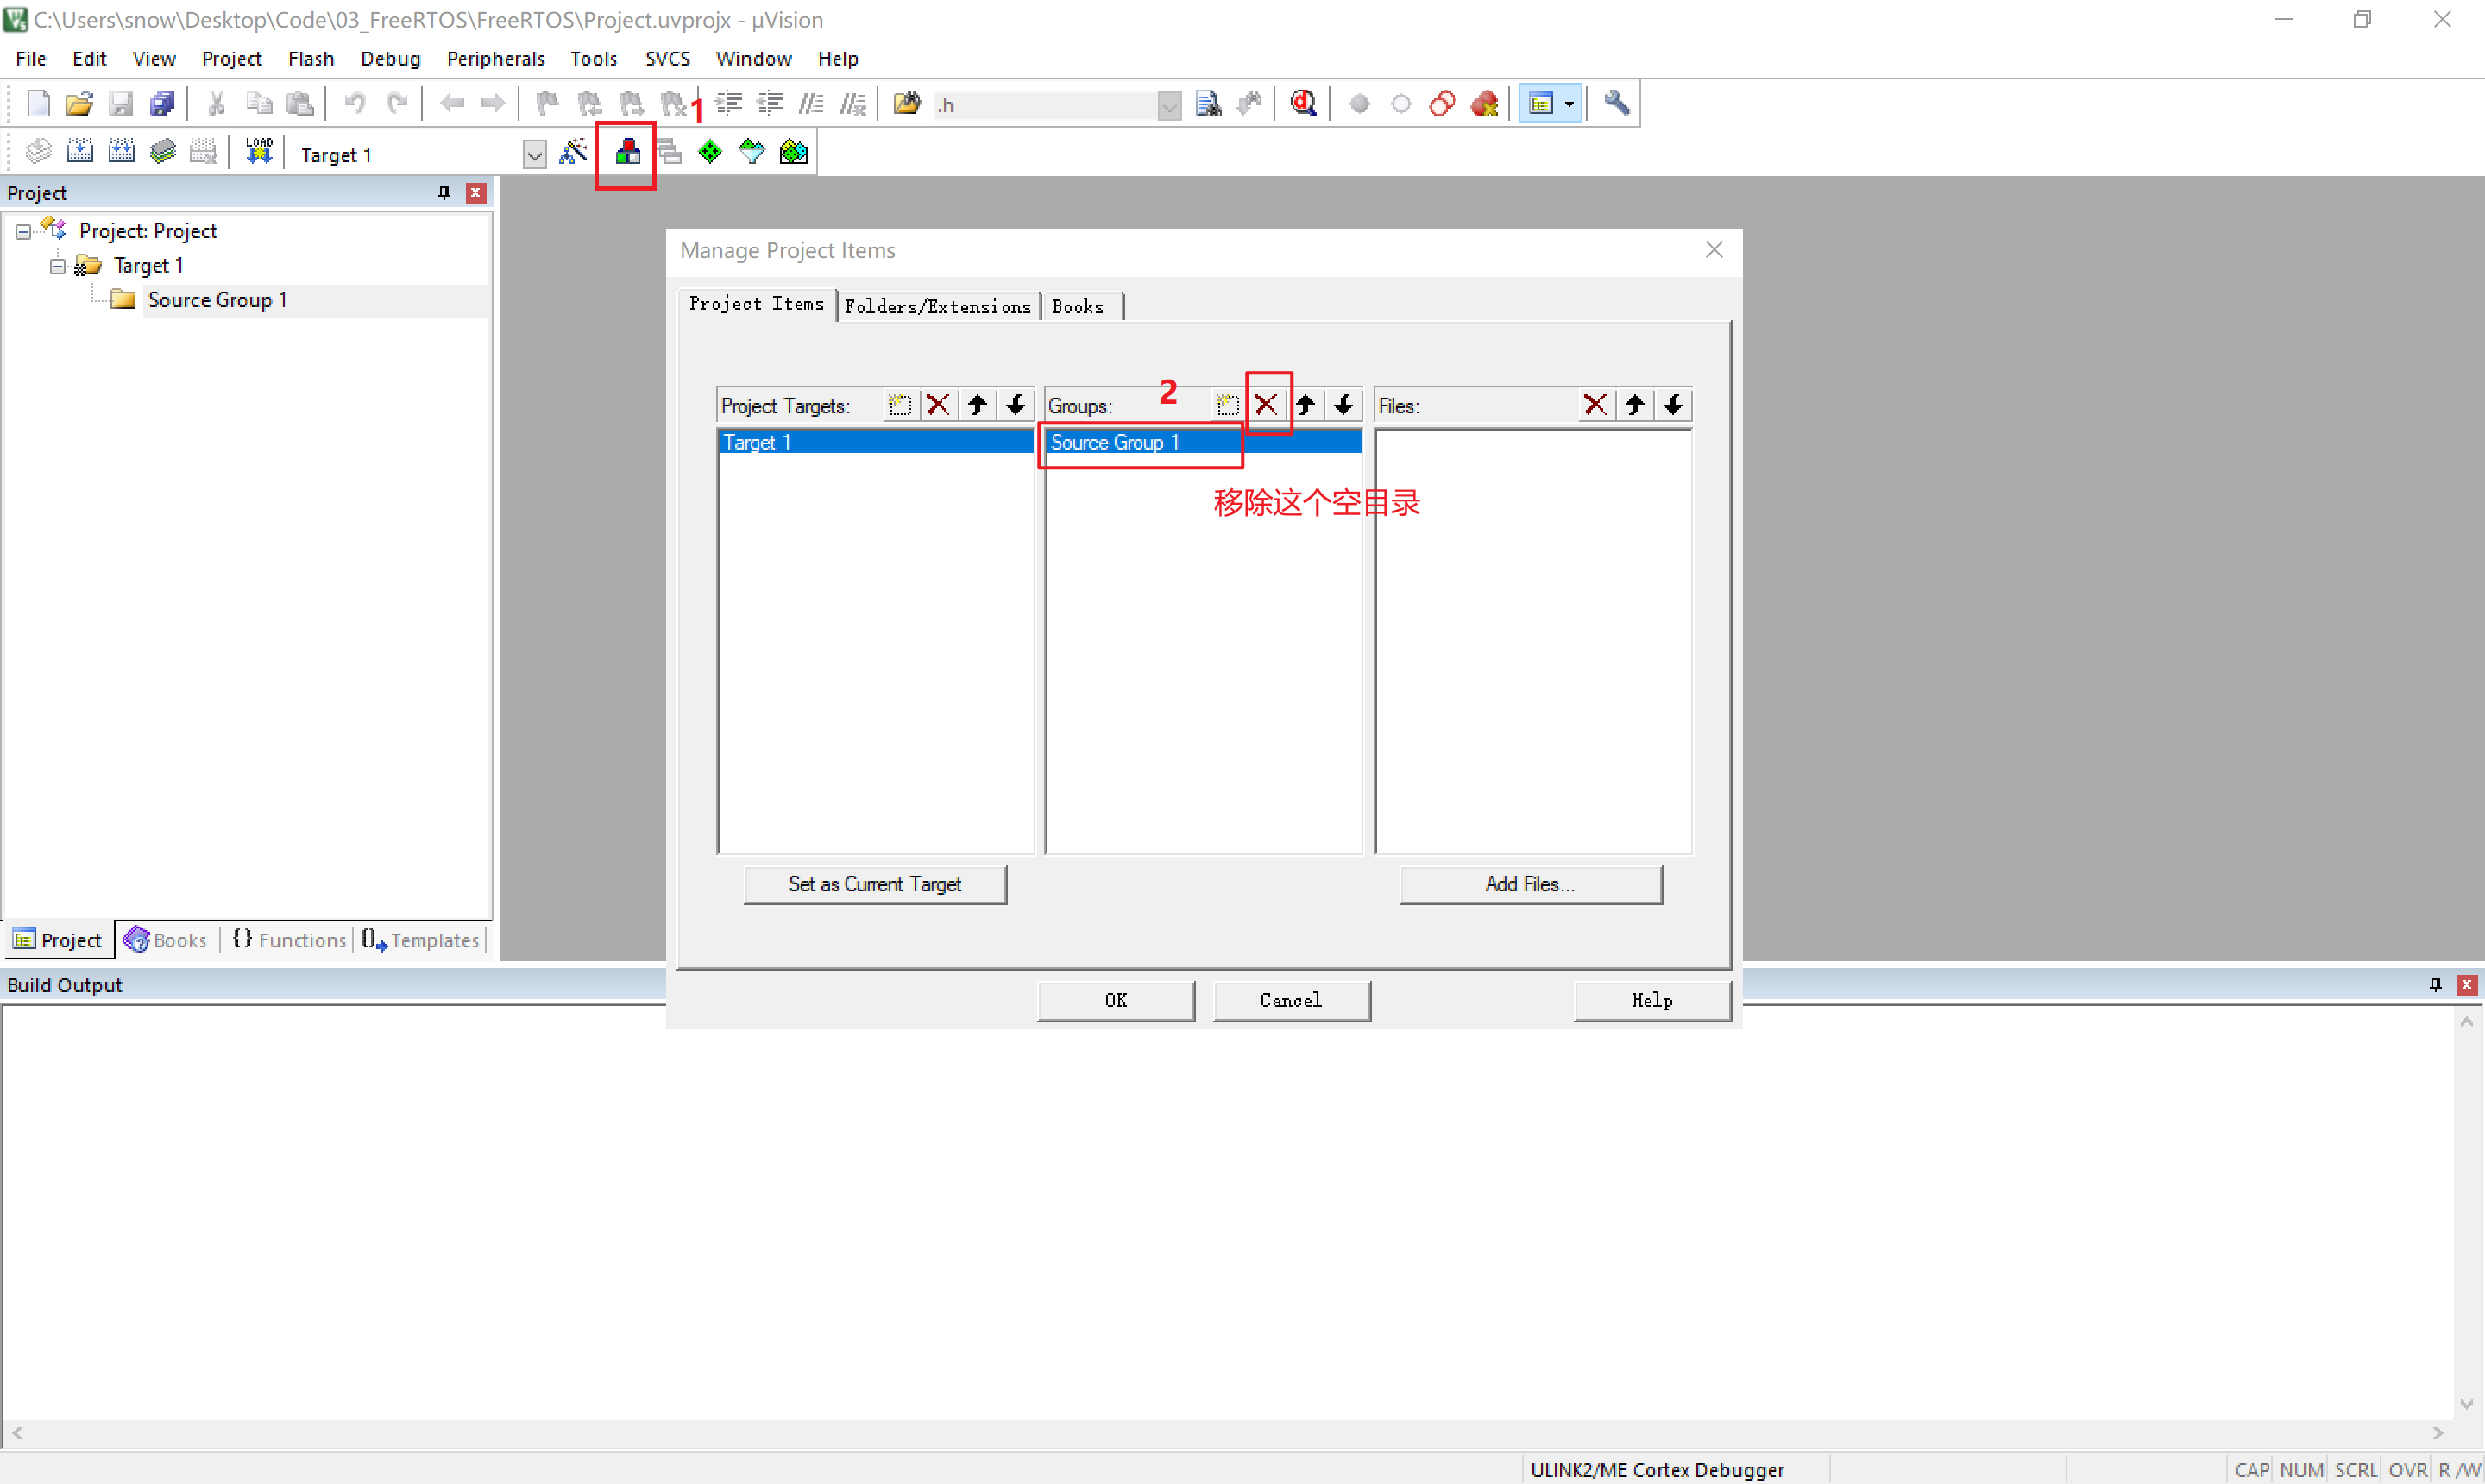 C:\Users\snow\Desktop\Code\03_FreeRTOS\FreeRTOS\Project.uvprojx - µVision
File Edit View Project Flash Debug Peripherals Tools SVCS Window Help
1
.h
LOAD
Target 1
Project
Project: Project
Target 1
Source Group 1
Manage Project Items
Project Items Folders/Extensions Books
Project Targets:
2
Groups:
Files:
Target 1
Source Group 1
移除这个空目录
Set as Current Target
Add Files...
Project Books {} Functions Templates
OK Cancel Help
Build Output
ULINK2/ME Cortex Debugger
CAP NUM SCRL OVR R/W